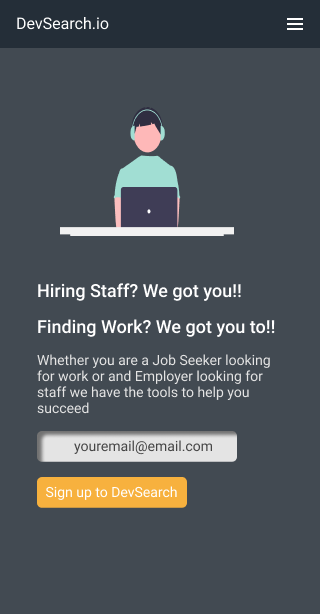 DevSearch.io
Hiring Staff? We got you!!
Finding Work? We got you to!!
Whether you are a Job Seeker looking
for work or and Employer looking for
staff we have the tools to help you
succeed
youremail@email.com
Sign up to DevSearch